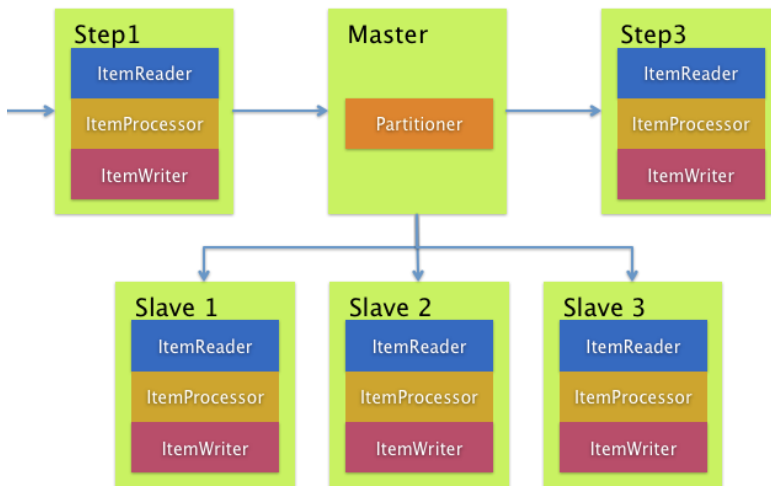 Step1
ItemReader
ItemProcessor
ItemWriter
Master
Partitioner
Step3
ItemReader
ItemProcessor
ItemWriter
Slave 1
ItemReader
ItemProcessor
ItemWriter
Slave 2
ItemReader
ItemProcessor
ItemWriter
Slave 3
ItemReader
ItemProcessor
ItemWriter